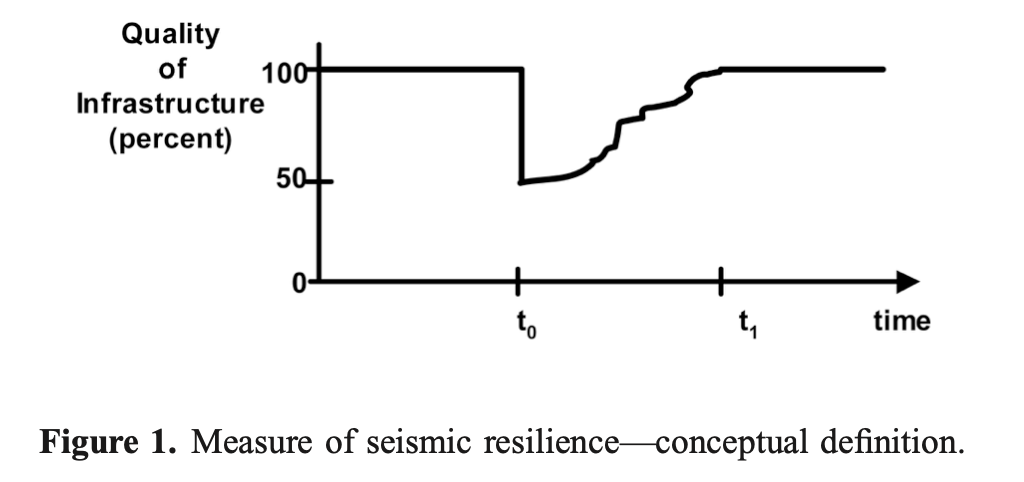 Quality
of
Infrastructure
(percent)
100
50
0
t₀
t₁
time
Figure 1. Measure of seismic resilience—conceptual definition.